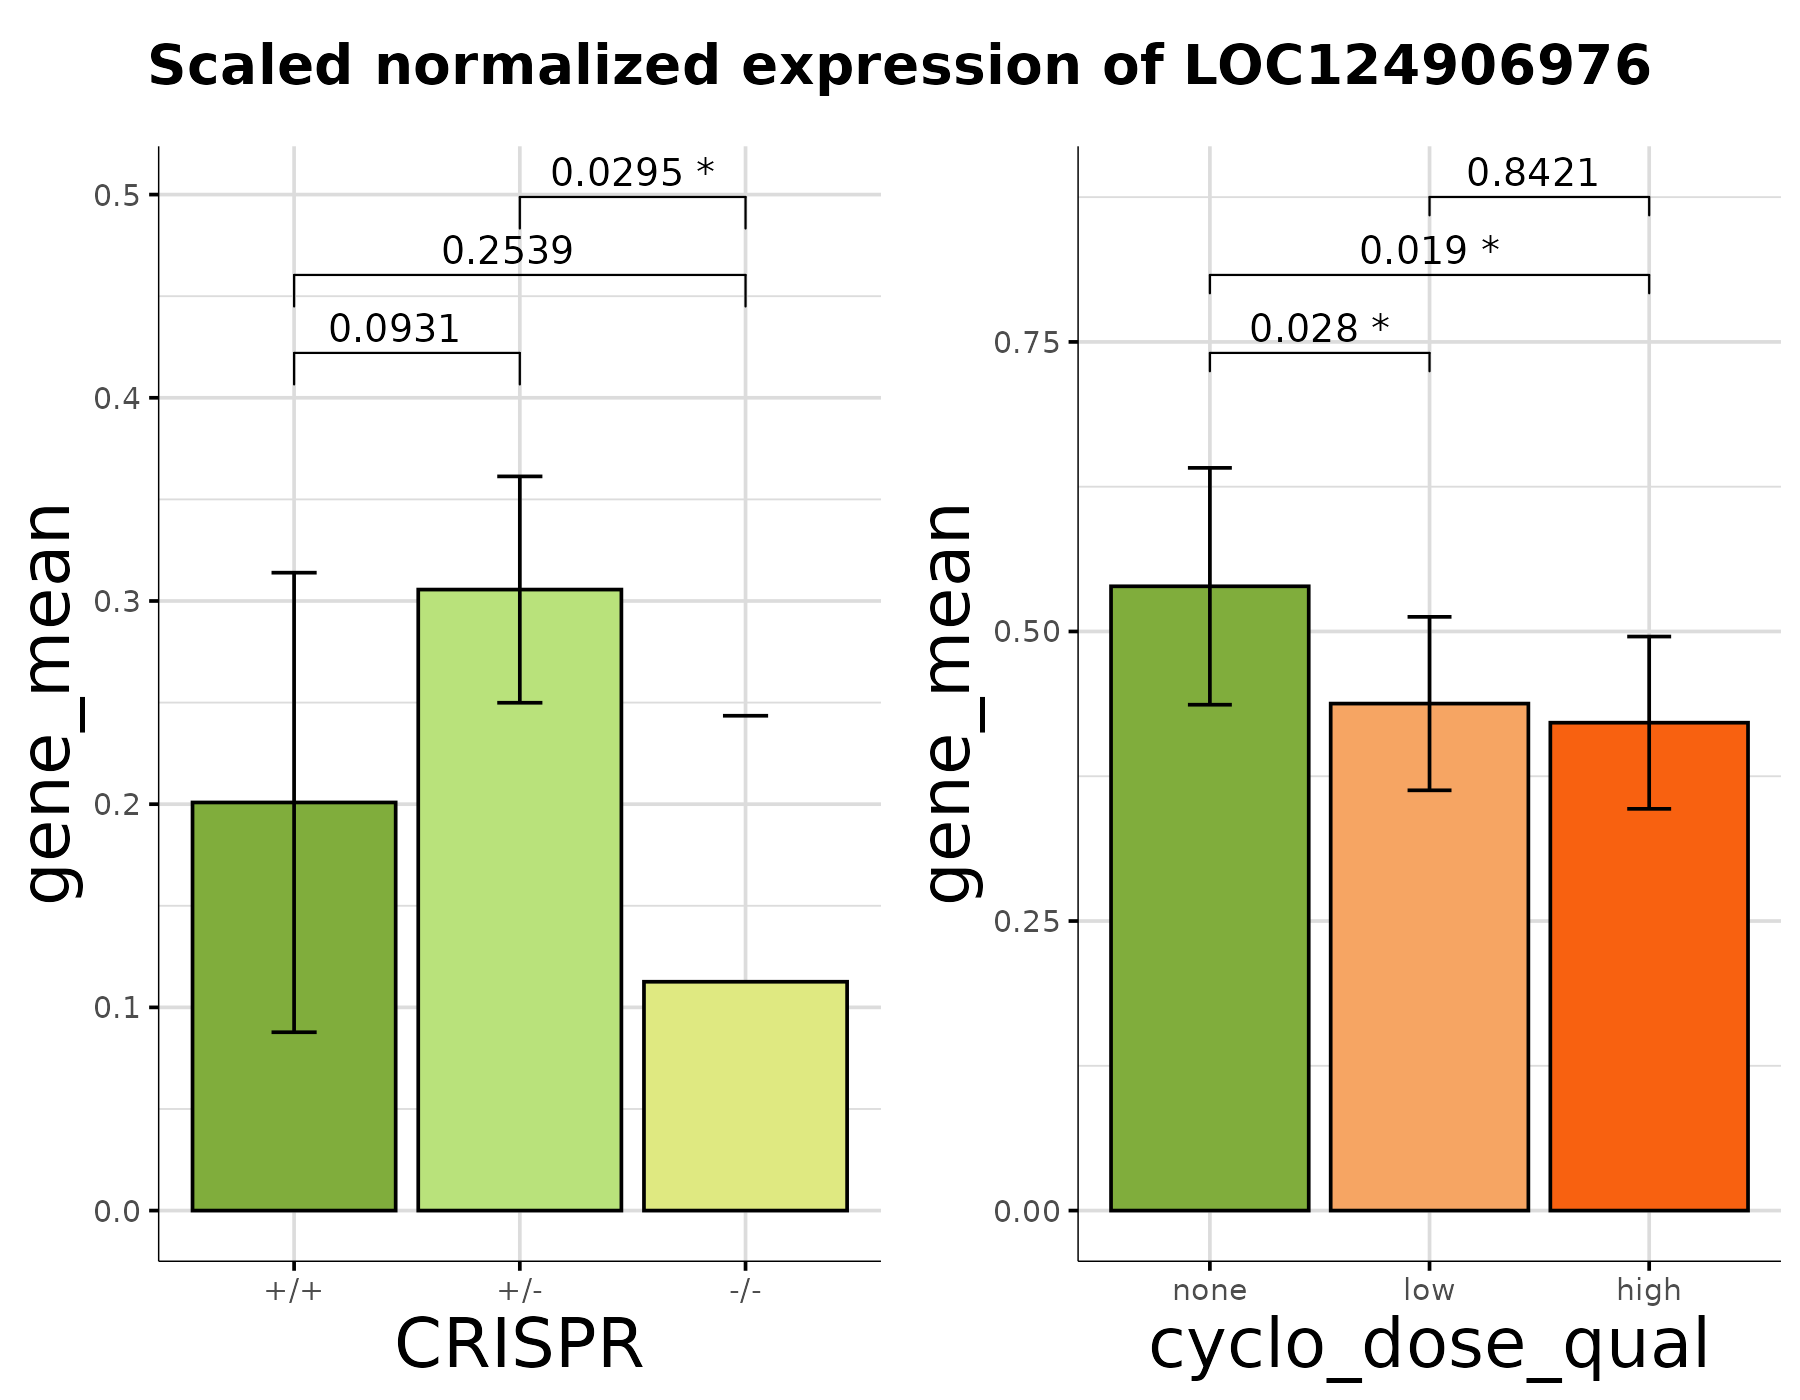 Scaled normalized expression of LOC124906976
gene_mean
0.5
0.4
0.3
0.2
0.1
0.0
0.0295 *
0.2539
0.0931
+/+
+/-
-/-
CRISPR
gene_mean
0.75
0.50
0.25
0.00
0.8421
0.019 *
0.028 *
none
low
high
cyclo_dose_qual